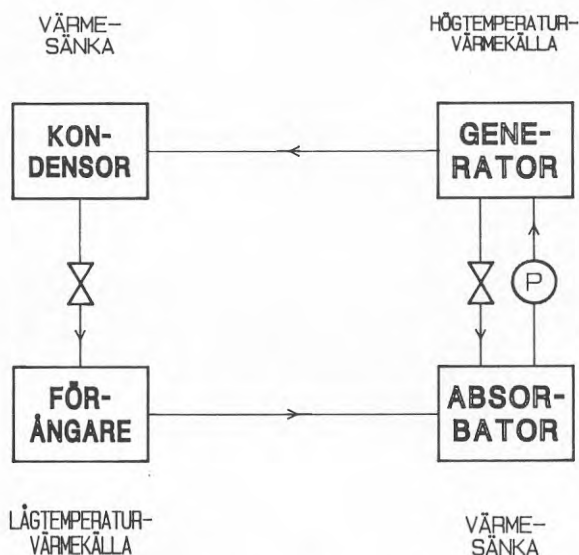 VÄRME-
SÄNKA
HÖGTEMPERATUR-
VÄRMEKÄLLA
KON-
DENSOR
GENE-
RATOR
P
FÖR-
ÅNGARE
ABSOR-
BATOR
LÅGTEMPERATUR-
VÄRMEKÄLLA
VÄRME-
SÄNKA